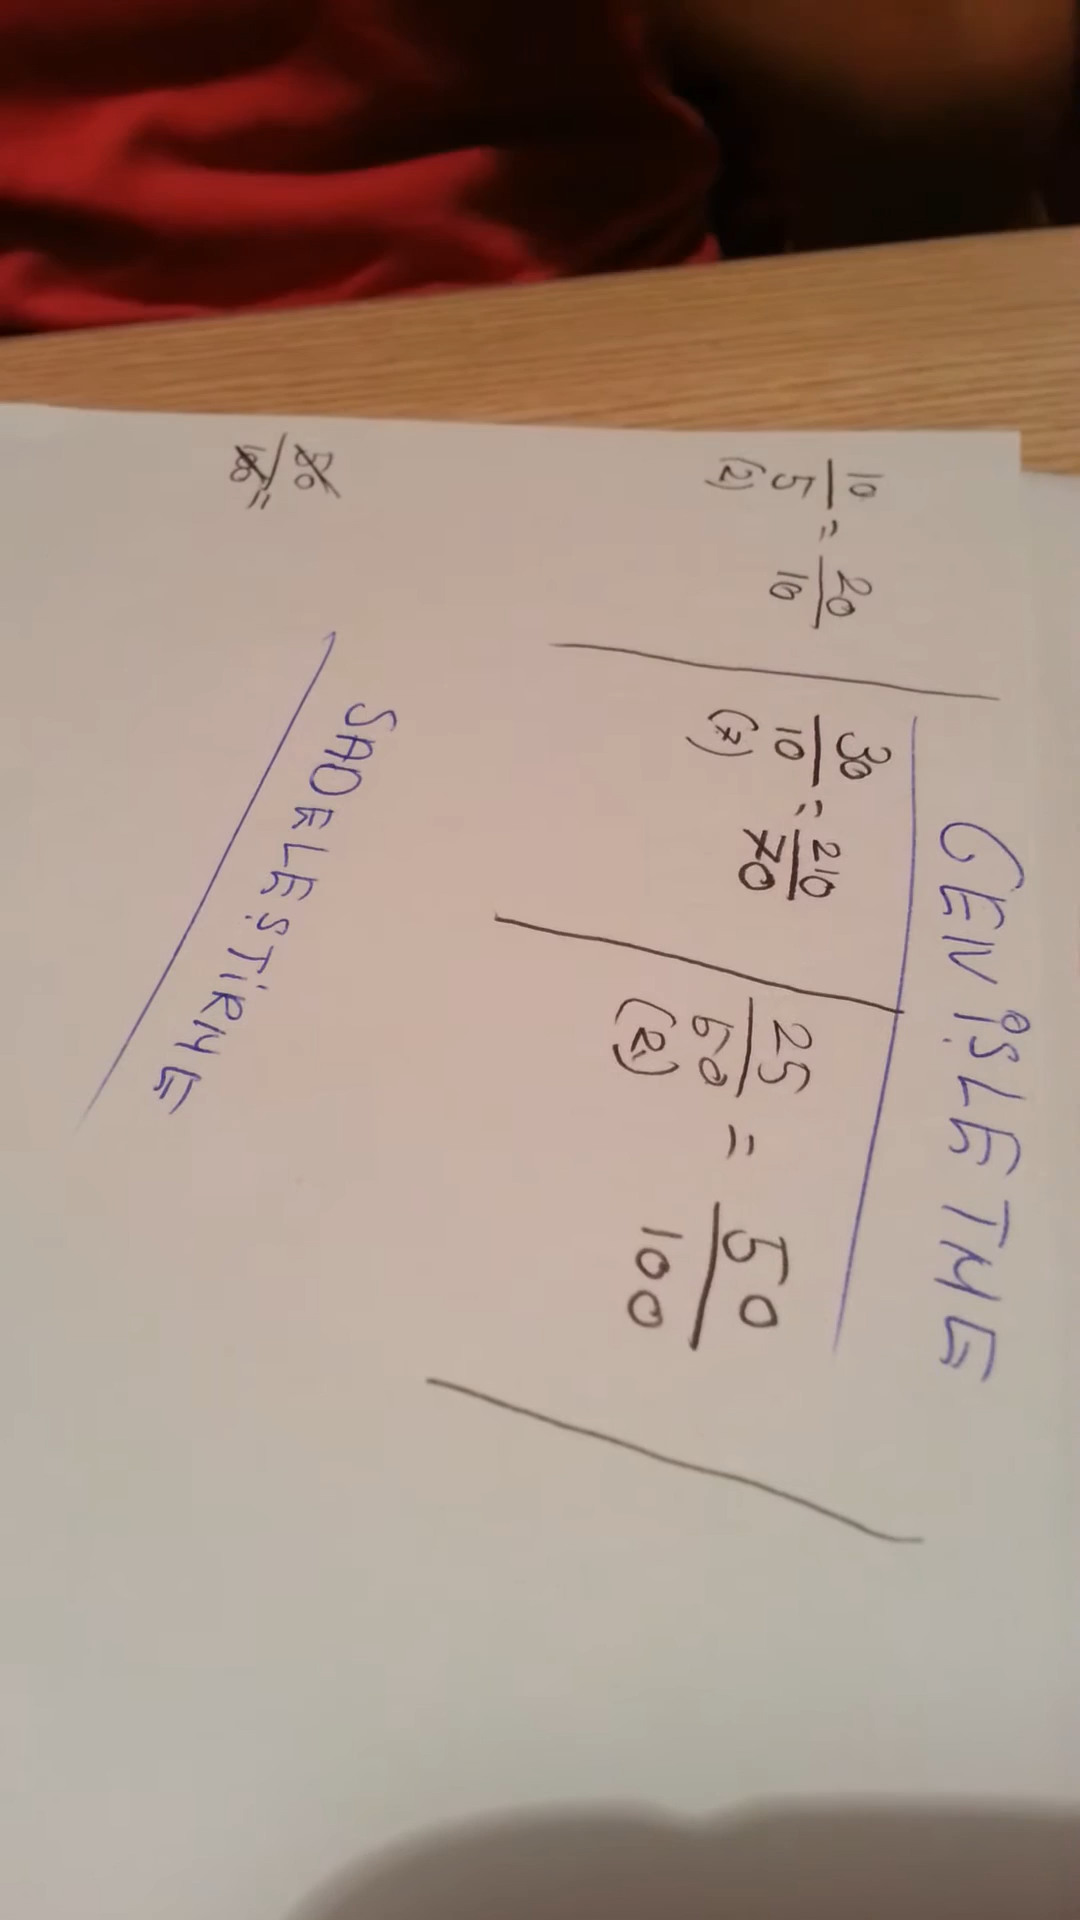 GENİŞLETME
10/5 (2) = 20/10
30/10 (7) = 210/70
25/50 (2) = 50/100
SADELEŞTİRME
=